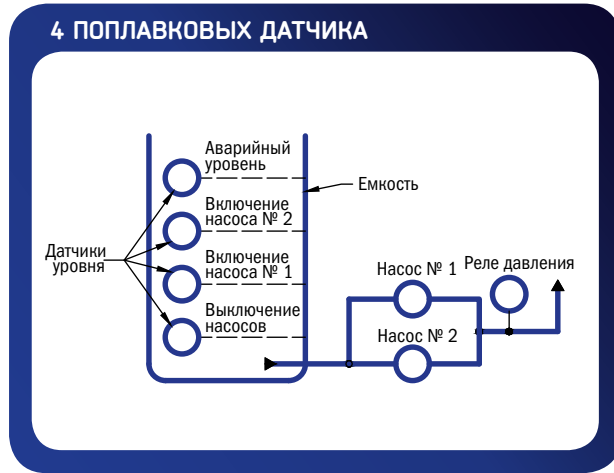 4 ПОПЛАВКОВЫХ ДАТЧИКА
Аварийный
уровень
Емкость
Включение
насоса № 2
Датчики
уровня
Включение
насоса № 1
Выключение
насосов
Насос № 1
Реле давления
Насос № 2